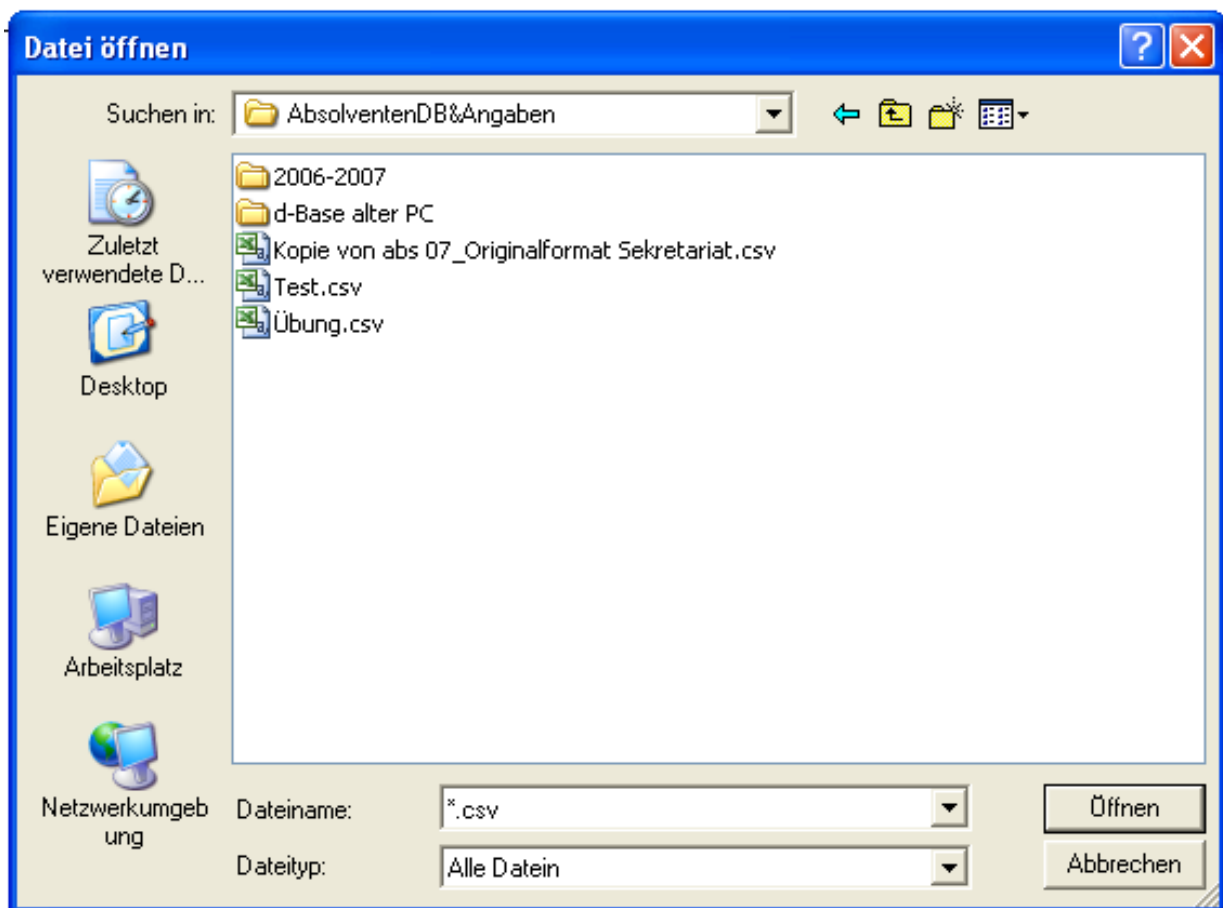 Datei öffnen
Suchen in: AbsolventenDB&Angaben
2006-2007
d-Base alter PC
Kopie von abs 07_Originalformat Sekretariat.csv
Test.csv
Übung.csv
Zuletzt
verwendete D...
Desktop
Eigene Dateien
Arbeitsplatz
Netzwerkumgeb
ung
Dateiname: *.csv Öffnen
Dateityp: Alle Datein Abbrechen